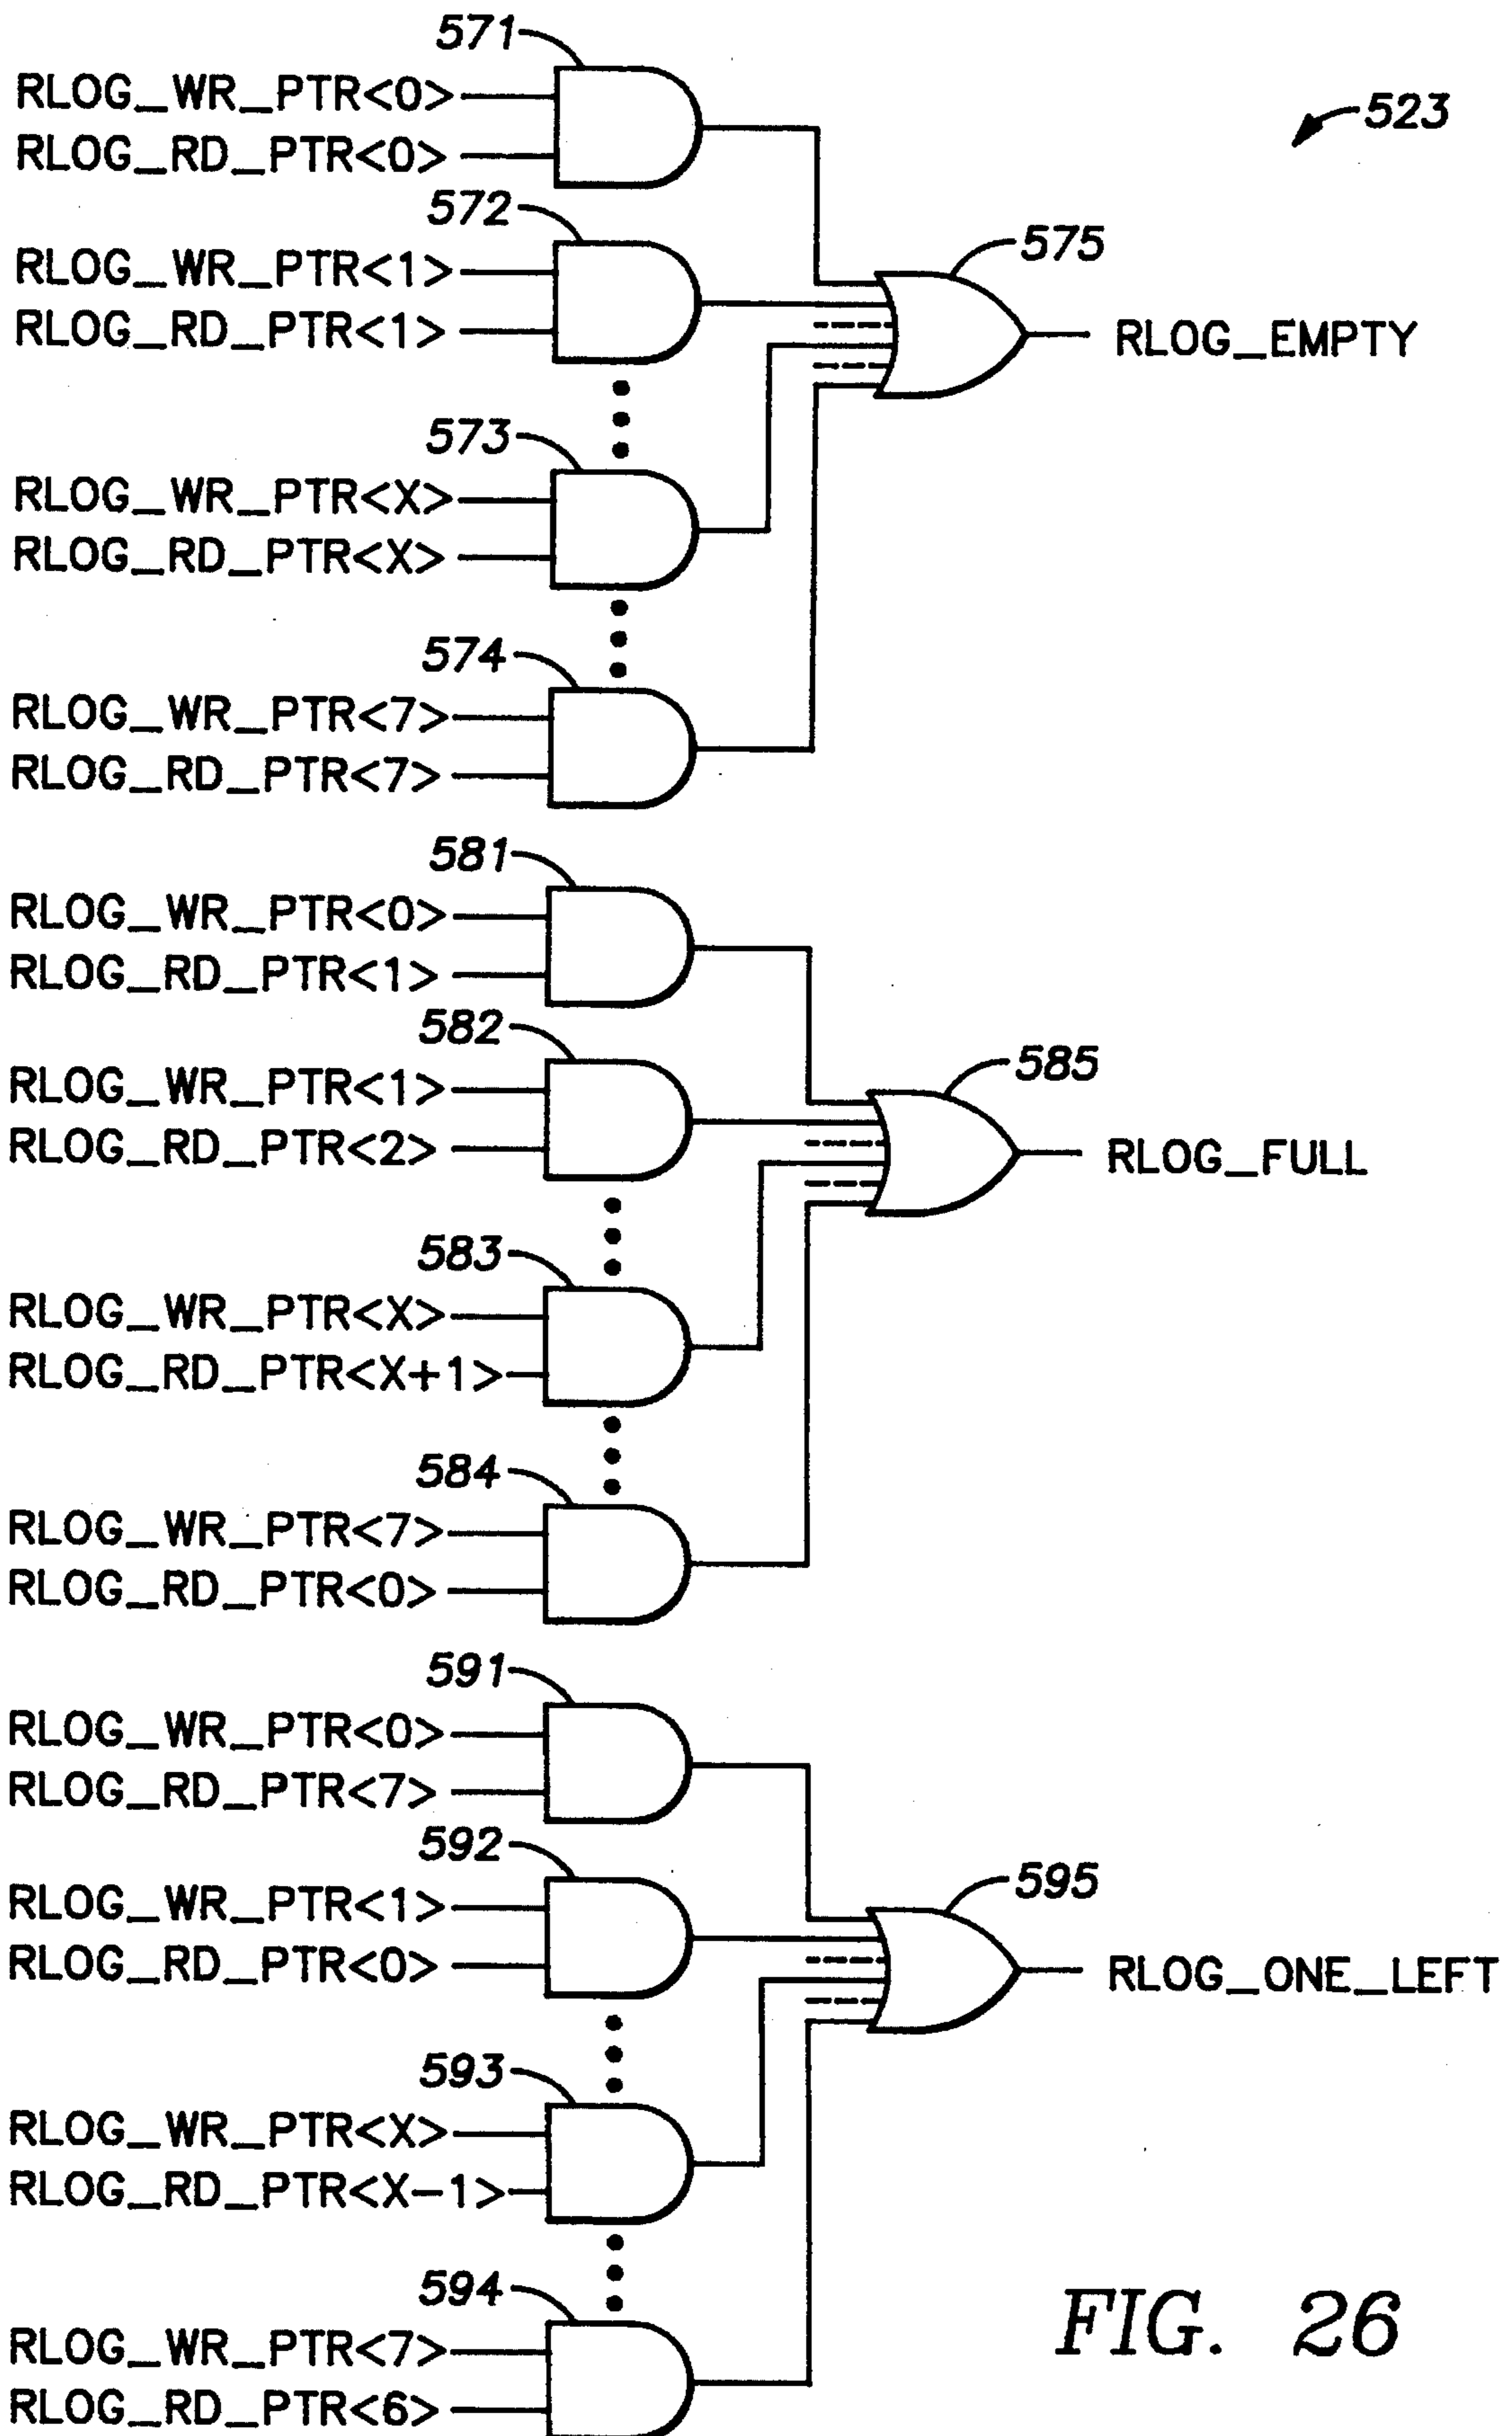 571
RLOG_WR_PTR<0>
RLOG_RD_PTR<0>
523
572
RLOG_WR_PTR<1>
RLOG_RD_PTR<1>
575
RLOG_EMPTY
573
RLOG_WR_PTR<X>
RLOG_RD_PTR<X>
574
RLOG_WR_PTR<7>
RLOG_RD_PTR<7>
581
RLOG_WR_PTR<0>
RLOG_RD_PTR<1>
582
RLOG_WR_PTR<1>
RLOG_RD_PTR<2>
585
RLOG_FULL
583
RLOG_WR_PTR<X>
RLOG_RD_PTR<X+1>
584
RLOG_WR_PTR<7>
RLOG_RD_PTR<0>
591
RLOG_WR_PTR<0>
RLOG_RD_PTR<7>
592
RLOG_WR_PTR<1>
RLOG_RD_PTR<0>
595
RLOG_ONE_LEFT
593
RLOG_WR_PTR<X>
RLOG_RD_PTR<X-1>
594
RLOG_WR_PTR<7>
RLOG_RD_PTR<6>
FIG. 26